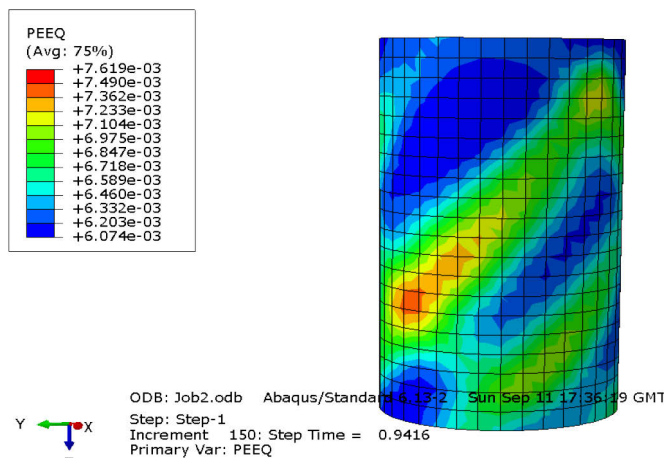 PEEQ
(Avg: 75%)
+7.619e-03
+7.490e-03
+7.362e-03
+7.233e-03
+7.104e-03
+6.975e-03
+6.847e-03
+6.718e-03
+6.589e-03
+6.460e-03
+6.332e-03
+6.203e-03
+6.074e-03
ODB: Job2.odb Abaqus/Standard 6.13-2 Sun Sep 11 17:36:19 GMT
Step: Step-1
Increment 150: Step Time = 0.9416
Primary Var: PEEQ
Y
X